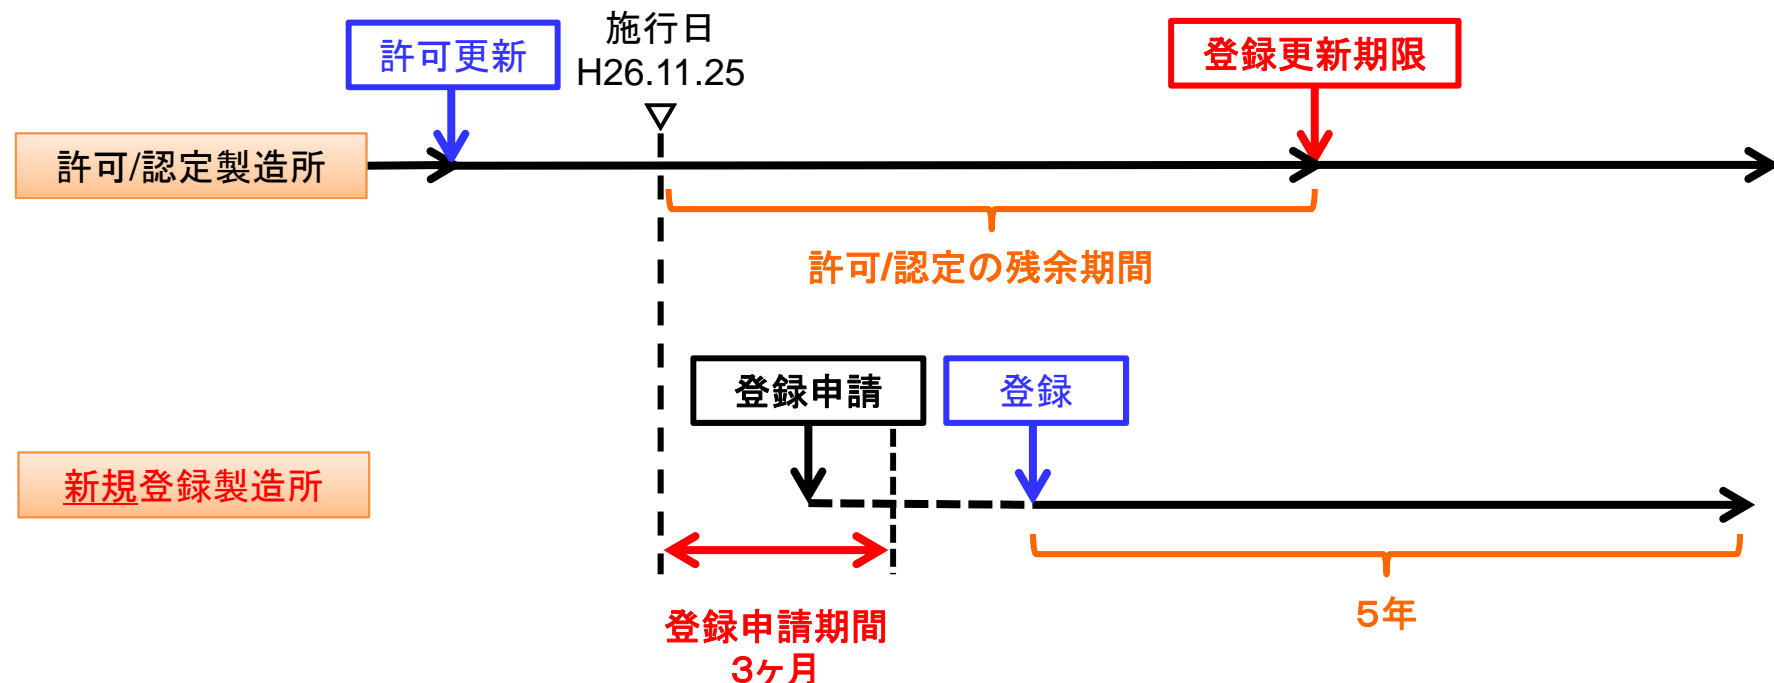 許可更新
施行日
H26.11.25
登録更新期限
許可/認定製造所
許可/認定の残余期間
登録申請
登録
新規登録製造所
登録申請期間
3ヶ月
5年